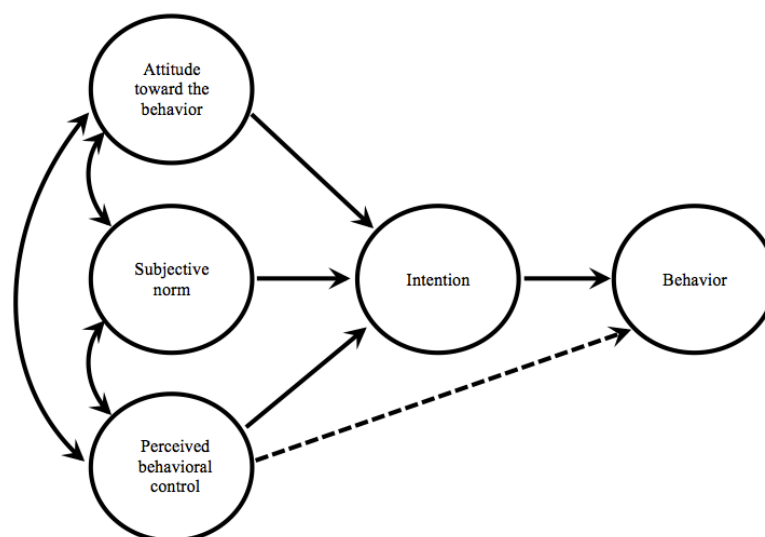 Attitude
toward the
behavior
Subjective
norm
Intention
Behavior
Perceived
behavioral
control